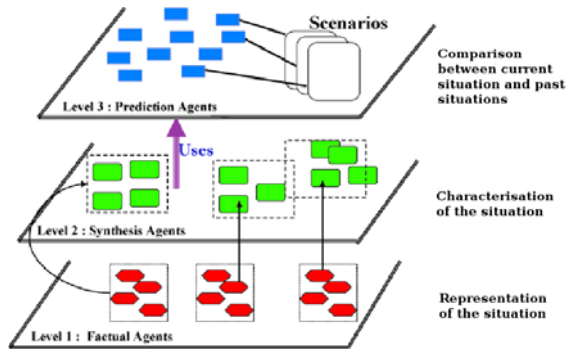 Scenarios
Comparison
between current
situation and past
situations
Level 3 : Prediction Agents
Uses
Characterisation
of the situation
Level 2 : Synthesis Agents
Representation
of the situation
Level 1 : Factual Agents